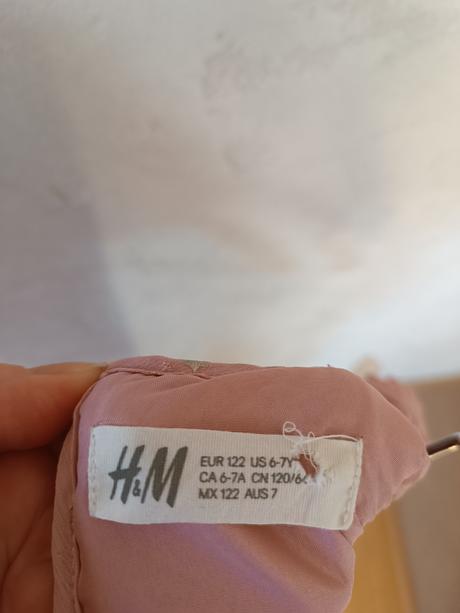 H&M
EUR 122 US 6-7Y
CA 6-7A CN 120/6
MX 122 AUS 7